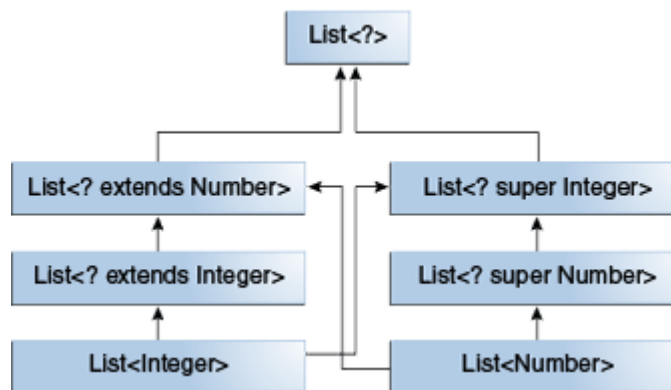 List<?>
List<? extends Number>
List<? super Integer>
List<? extends Integer>
List<? super Number>
List<Integer>
List<Number>